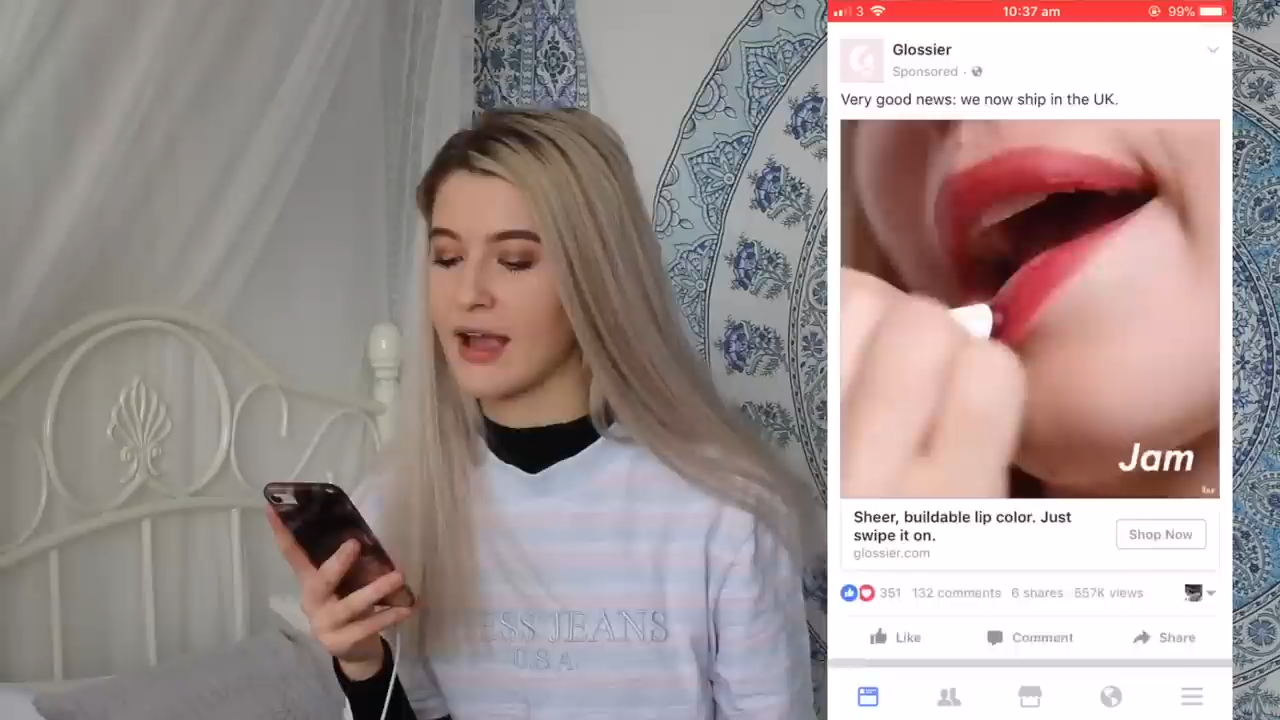 3
10:37 am
99%
Glossier
Sponsored ·
Very good news: we now ship in the UK.
Jam
Sheer, buildable lip color. Just
swipe it on.
glossier.com
Shop Now
351 132 comments 6 shares 557K views
Like Comment Share
ESS JEANS
U.S.A.